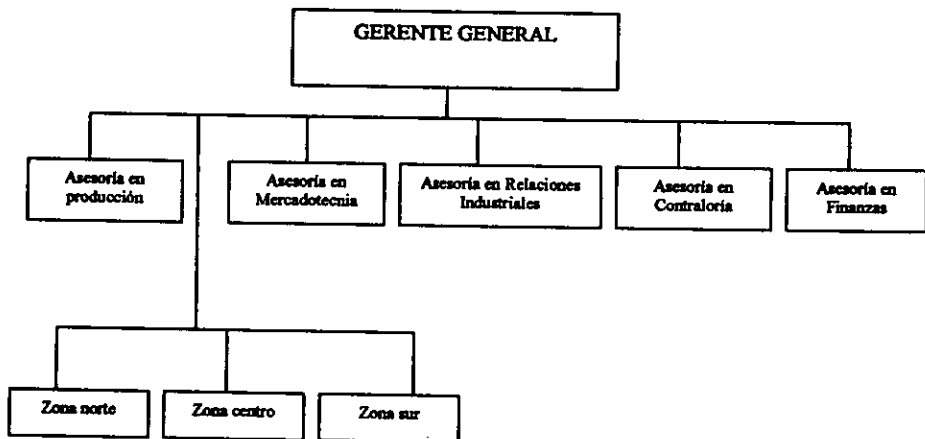 GERENTE GENERAL
Asesoría en
producción
Asesoría en
Mercadotecnia
Asesoría en Relaciones
Industriales
Asesoría en
Contraloría
Asesoría en
Finanzas
Zona norte
Zona centro
Zona sur